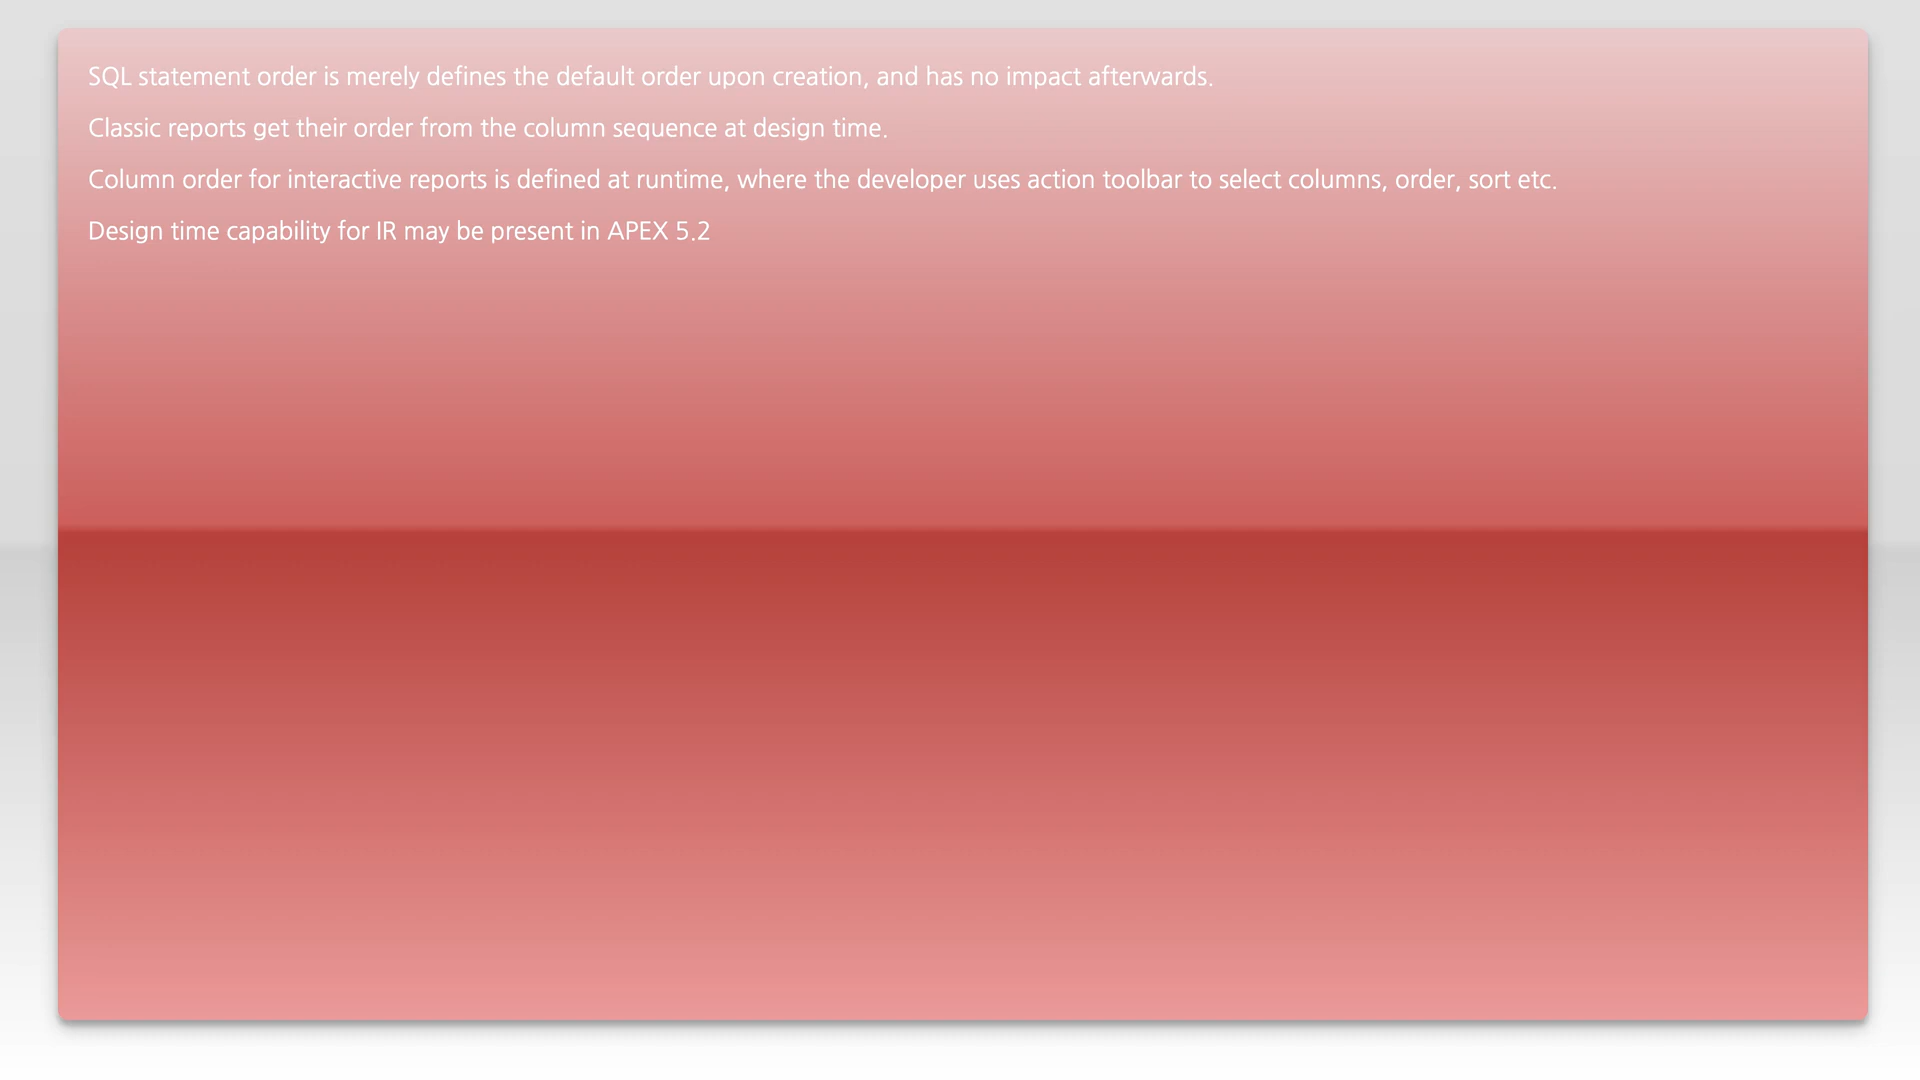 SQL statement order is merely defines the default order upon creation, and has no impact afterwards.
Classic reports get their order from the column sequence at design time.
Column order for interactive reports is defined at runtime, where the developer uses action toolbar to select columns, order, sort etc.
Design time capability for IR may be present in APEX 5.2